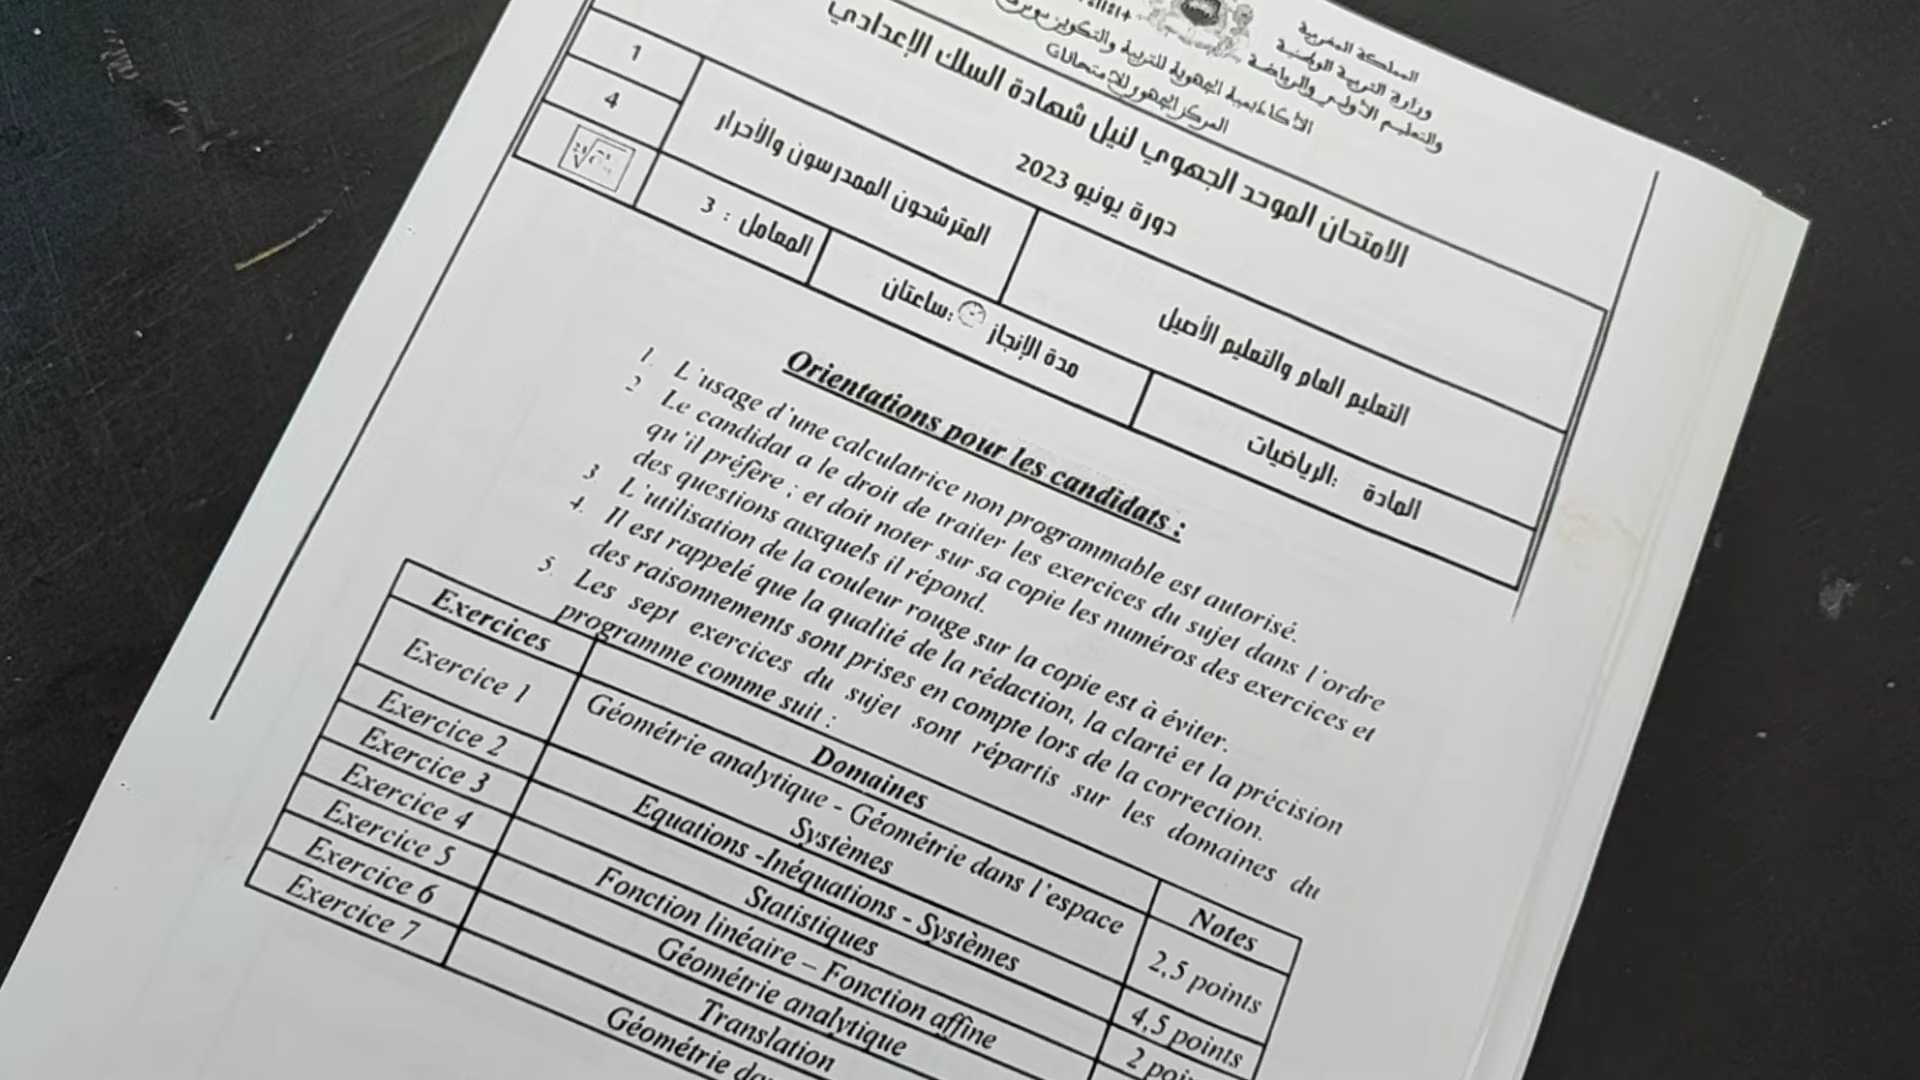 المملكة المغربية
وزارة التربية الوطنية
والتعليم الأولي والرياضة
الأكاديمية الجهوية للتربية والتكوين
المركز الجهوي للامتحانات
الامتحان الموحد الجهوي لنيل شهادة السلك الإعدادي
دورة يونيو 2023
1
4
التعليم العام والتعليم الأصيل
المترشحون الممدرسون والأحرار
المادة :الرياضيات
مدة الإنجاز :ساعتان
المعامل : 3
Orientations pour les candidats :
1. L'usage d'une calculatrice non programmable est autorisé.
2 Le candidat a le droit de traiter les exercices du sujet dans l'ordre
qu'il préfère ; et doit noter sur sa copie les numéros des exercices et
des questions auxquels il répond.
3 L'utilisation de la couleur rouge sur la copie est à éviter.
4. Il est rappelé que la qualité de la rédaction, la clarté et la précision
des raisonnements sont prises en compte lors de la correction.
5. Les sept exercices du sujet sont répartis sur les domaines du
programme comme suit :
Exercices Domaines Notes
Exercice 1 Géométrie analytique - Géométrie dans l'espace 2,5 points
Systèmes
Exercice 2 Equations -Inéquations - Systèmes 4,5 points
Exercice 3 Statistiques 2
Exercice 4 Fonction linéaire – Fonction affine
Exercice 5 Géométrie analytique
Exercice 6 Translation
Exercice 7 Géométrie